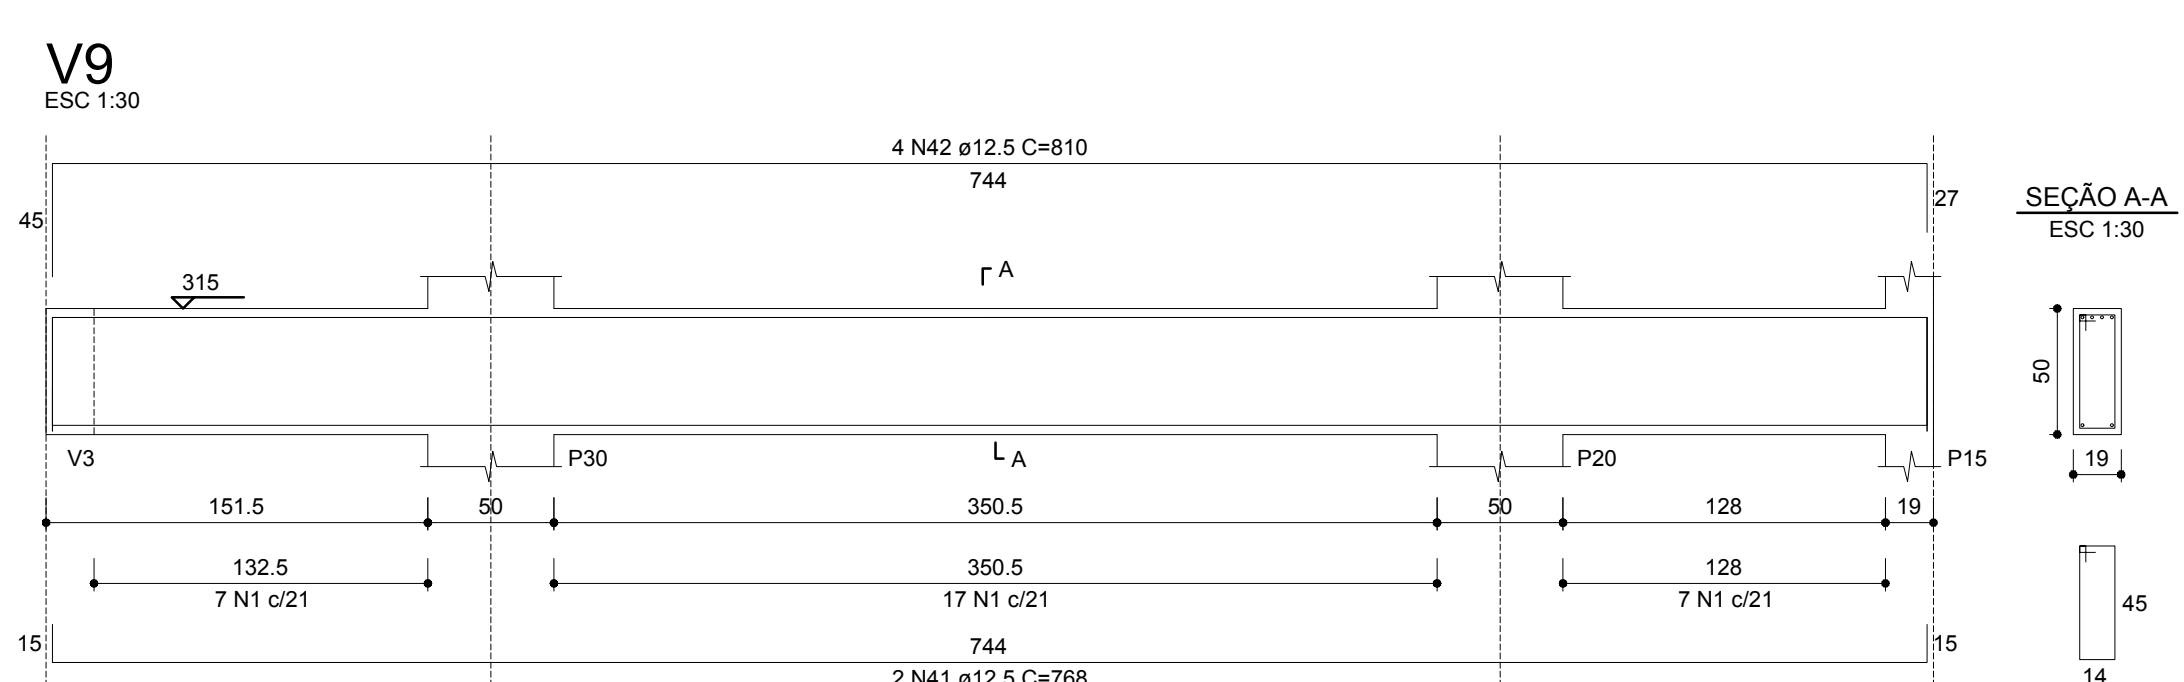 V9
ESC 1:30
4 N42 ø12.5 C=810
744
45
27
SEÇÃO A-A
ESC 1:30
A
315
50
V3
P30
A
P20
P15
19
151.5
50
350.5
50
128
19
132.5
350.5
128
7 N1 c/21
17 N1 c/21
7 N1 c/21
45
15
744
15
2 N41 ø12.5 C=768
14